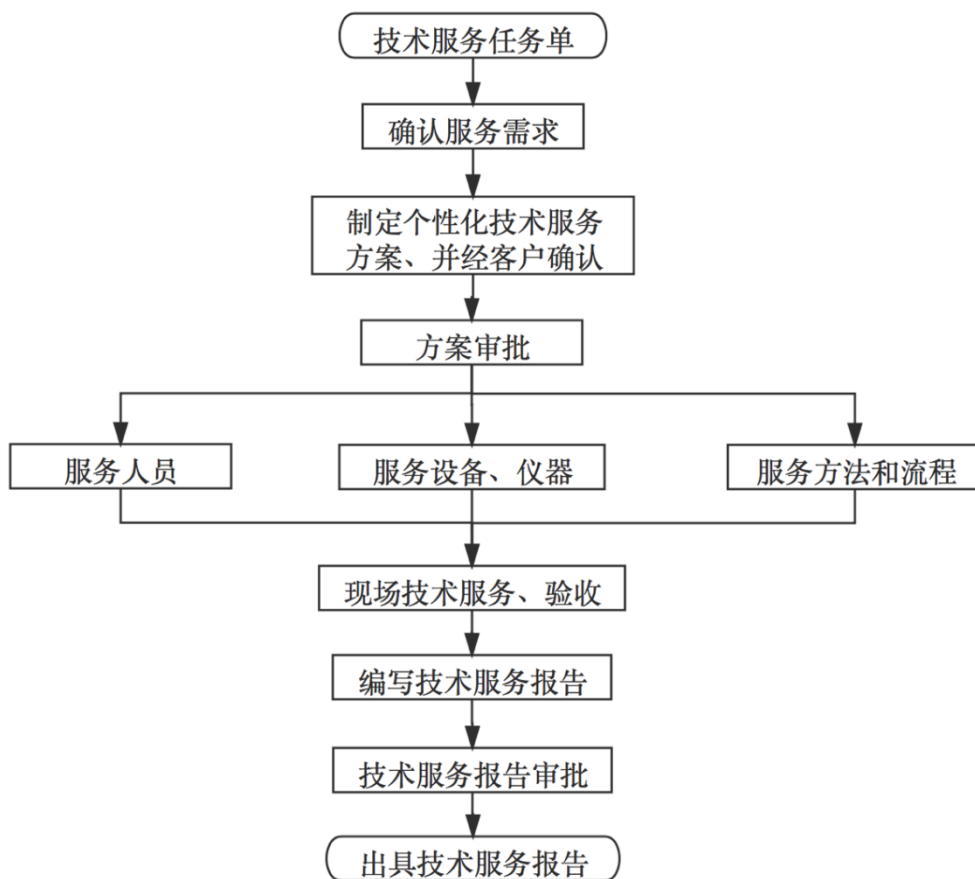 技术服务任务单
确认服务需求
制定个性化技术服务
方案、并经客户确认
方案审批
服务人员
服务设备、仪器
服务方法和流程
现场技术服务、验收
编写技术服务报告
技术服务报告审批
出具技术服务报告